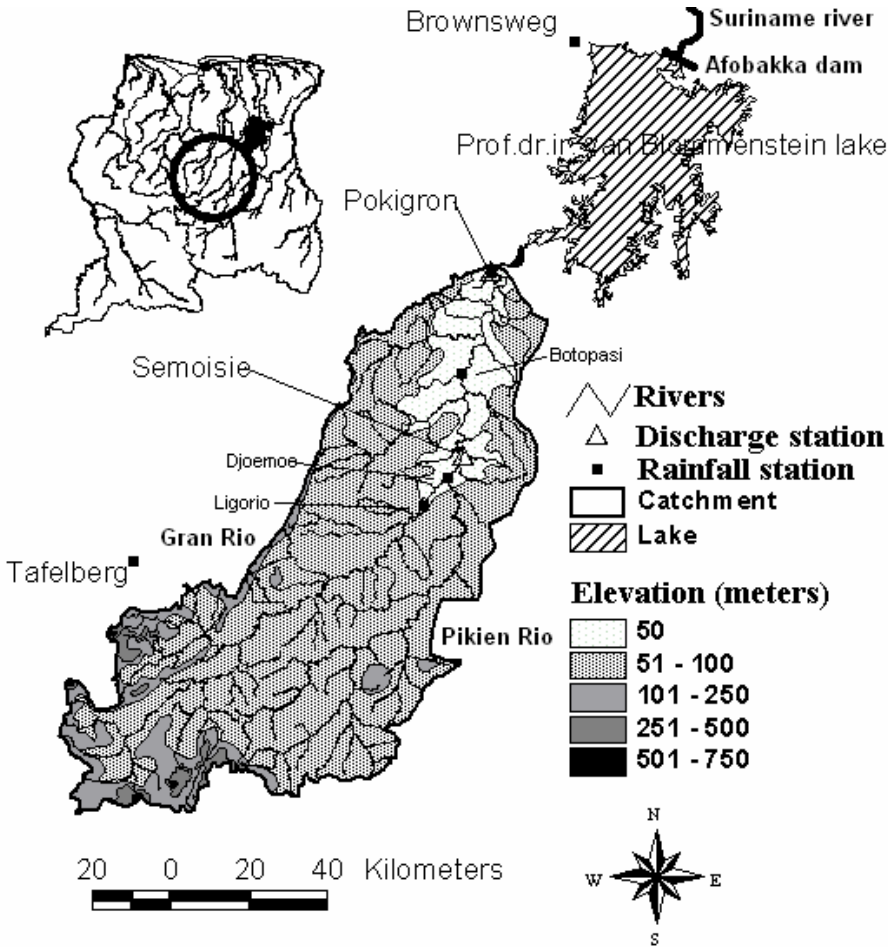 Brownsweg
Suriname river
Afobakka dam
Prof.dr.ir.van Blommenstein lake
Pokigron
Semoisie
Botopasi
Djoemoe
Ligorio
Gran Rio
Tafelberg
Pikien Rio
Rivers
Discharge station
Rainfall station
Catchment
Lake
Elevation (meters)
50
51 - 100
101 - 250
251 - 500
501 - 750
20 0 20 40 Kilometers
N
W E
S